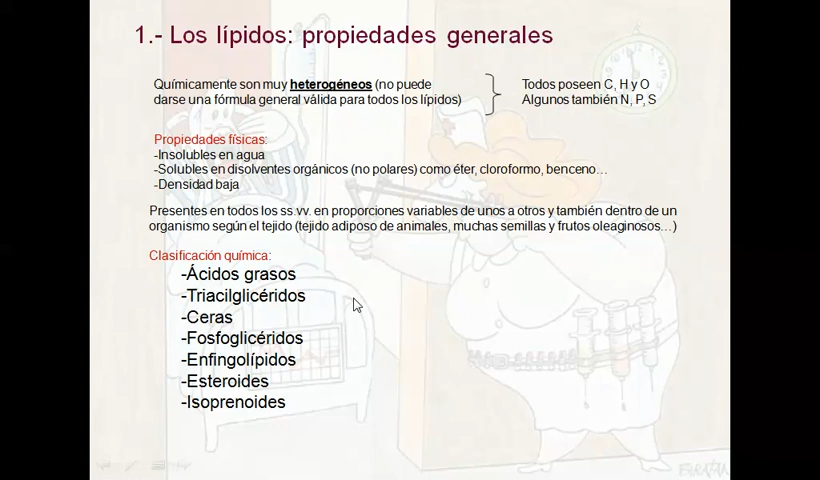 1.- Los lípidos: propiedades generales
Químicamente son muy heterogéneos (no puede
darse una fórmula general válida para todos los lípidos)
Todos poseen C, H y O
Algunos también N, P, S
Propiedades físicas:
-Insolubles en agua
-Solubles en disolventes orgánicos (no polares) como éter, cloroformo, benceno...
-Densidad baja
Presentes en todos los ss.vv. en proporciones variables de unos a otros y también dentro de un
organismo según el tejido (tejido adiposo de animales, muchas semillas y frutos oleaginosos...)
Clasificación química:
-Ácidos grasos
-Triacilglicéridos
-Ceras
-Fosfoglicéridos
-Enfingolípidos
-Esteroides
-Isoprenoides